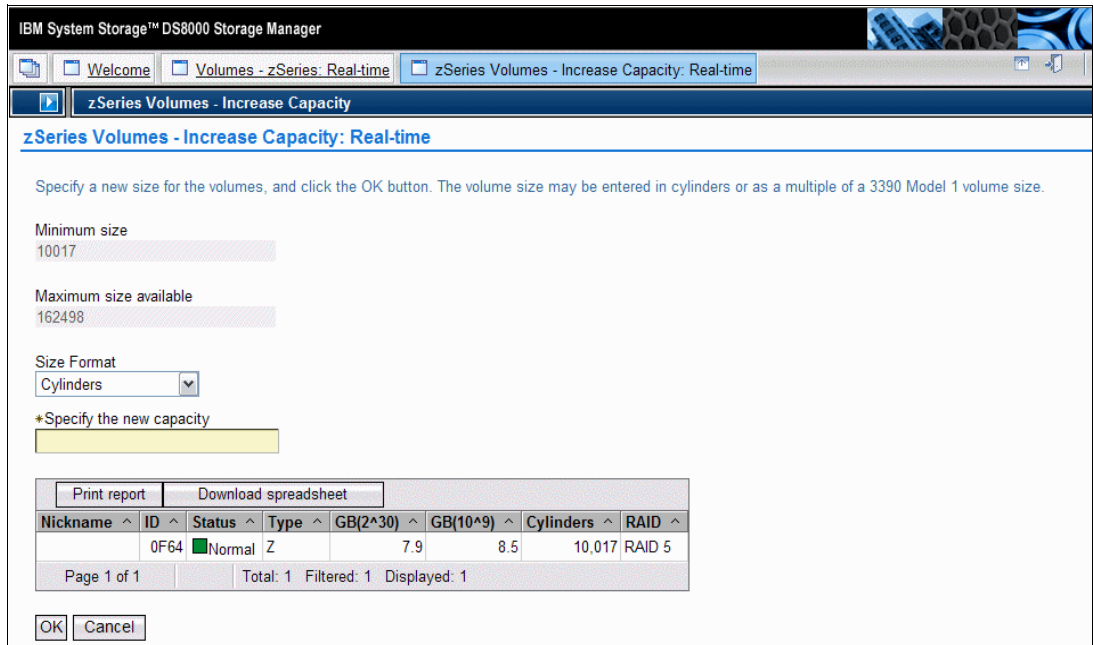 IBM System Storage™ DS8000 Storage Manager
Welcome Volumes - zSeries: Real-time zSeries Volumes - Increase Capacity: Real-time
zSeries Volumes - Increase Capacity
zSeries Volumes - Increase Capacity: Real-time
Specify a new size for the volumes, and click the OK button. The volume size may be entered in cylinders or as a multiple of a 3390 Model 1 volume size.
Minimum size
10017
Maximum size available
162498
Size Format
Cylinders
*Specify the new capacity
Print report Download spreadsheet
Nickname ^ ID ^ Status ^ Type ^ GB(2^30) ^ GB(10^9) ^ Cylinders ^ RAID ^
0F64 Normal Z 7.9 8.5 10,017 RAID 5
Page 1 of 1 Total: 1 Filtered: 1 Displayed: 1
OK Cancel